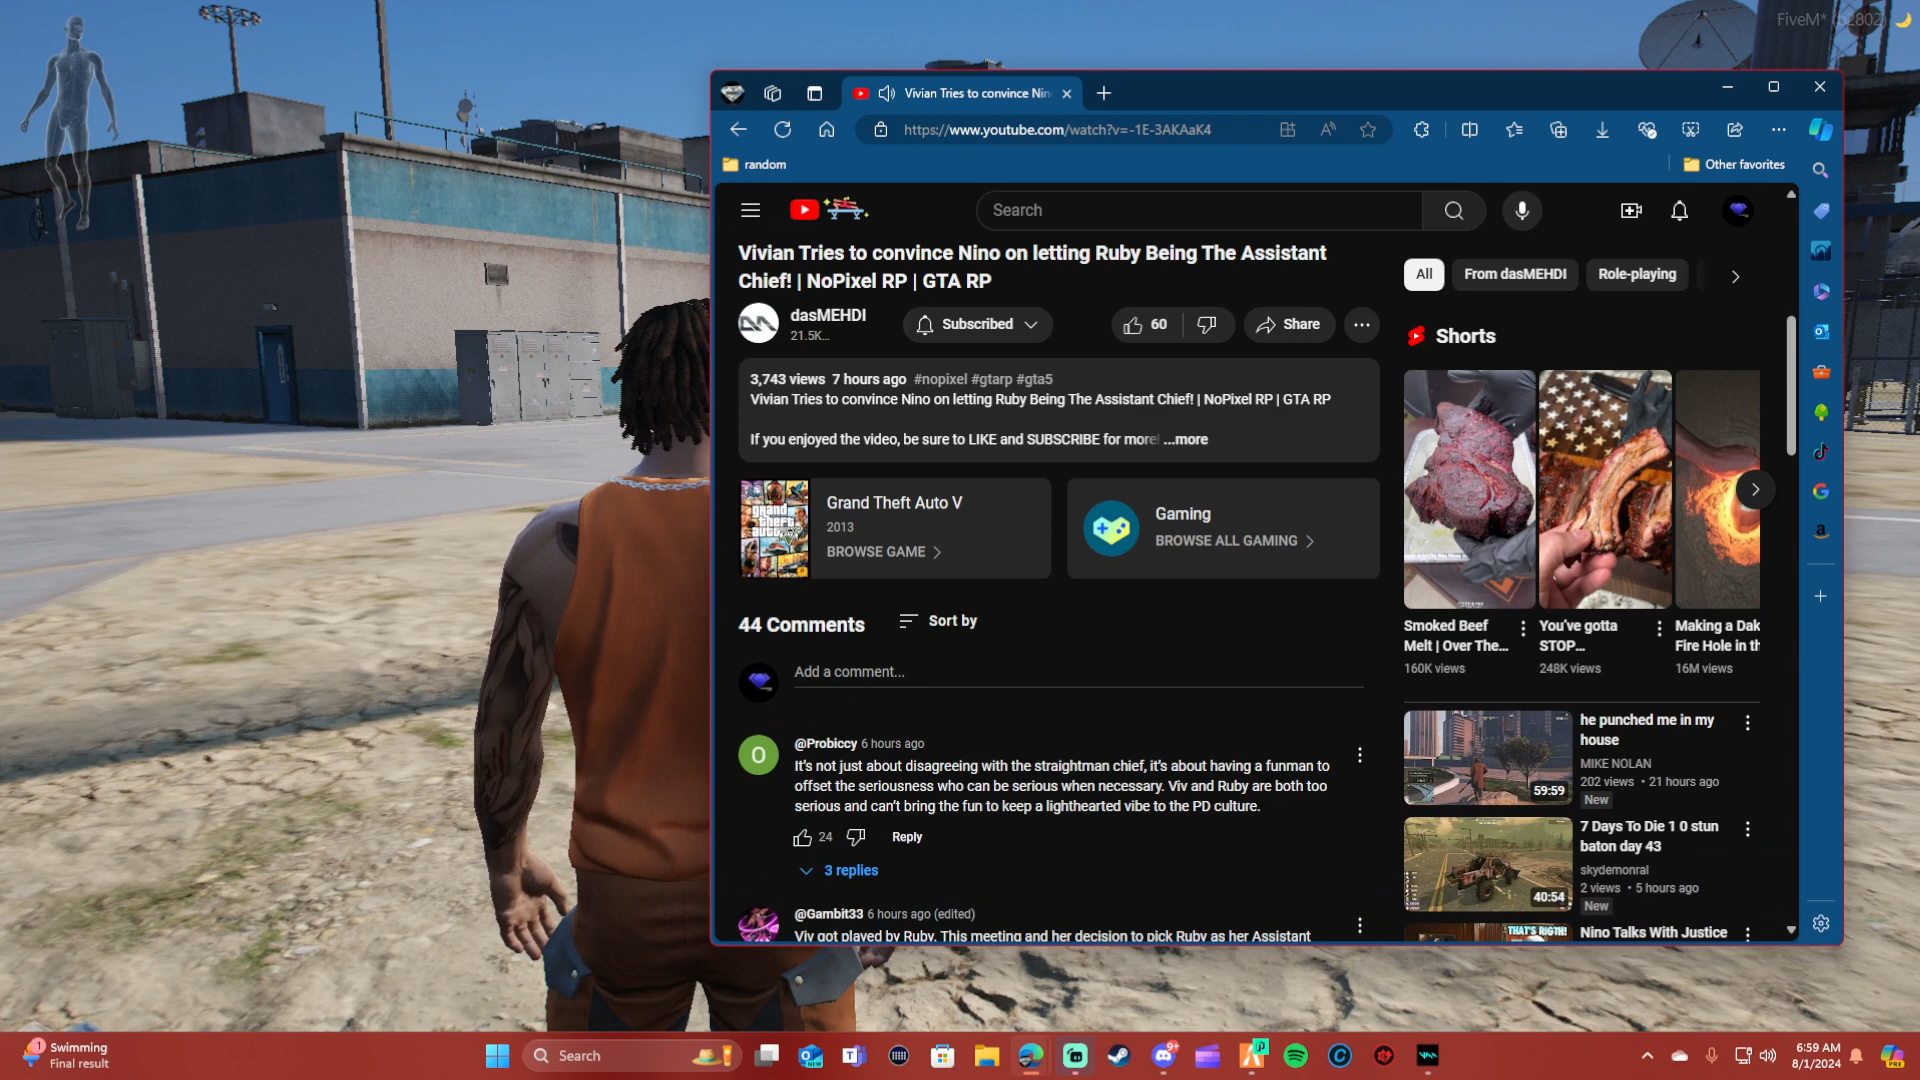 FiveM* (b2802)
Vivian Tries to convince Nin
https://www.youtube.com/watch?v=-1E-3AKAaK4
random
Other favorites
Search
Vivian Tries to convince Nino on letting Ruby Being The Assistant
Chief! | NoPixel RP | GTA RP
dasMEHDI
21.5K...
Subscribed
60
Share
3,743 views 7 hours ago #nopixel #gtarp #gta5
Vivian Tries to convince Nino on letting Ruby Being The Assistant Chief! | NoPixel RP | GTA RP
If you enjoyed the video, be sure to LIKE and SUBSCRIBE for more! ...more
grand
theft
Auto
Grand Theft Auto V
2013
BROWSE GAME
Gaming
BROWSE ALL GAMING
44 Comments
Sort by
Add a comment...
O
@Probiccy 6 hours ago
It's not just about disagreeing with the straightman chief, it's about having a funman to
offset the seriousness who can be serious when necessary. Viv and Ruby are both too
serious and can't bring the fun to keep a lighthearted vibe to the PD culture.
24
Reply
3 replies
@Gambit33 6 hours ago (edited)
Viv got played by Ruby. This meeting and her decision to pick Ruby as her Assistant
All
From dasMEHDI
Role-playing
Shorts
Smoked Beef
Melt | Over The...
160K views
You've gotta
STOP...
248K views
Making a Dak
Fire Hole in th
16M views
59:59
he punched me in my
house
MIKE NOLAN
202 views • 21 hours ago
New
40:54
7 Days To Die 1 0 stun
baton day 43
skydemonral
2 views • 5 hours ago
New
THAT'S RIGTH!
Nino Talks With Justice
1
Swimming
Final result
Search
NEW
9+
6:59 AM
8/1/2024
PRE